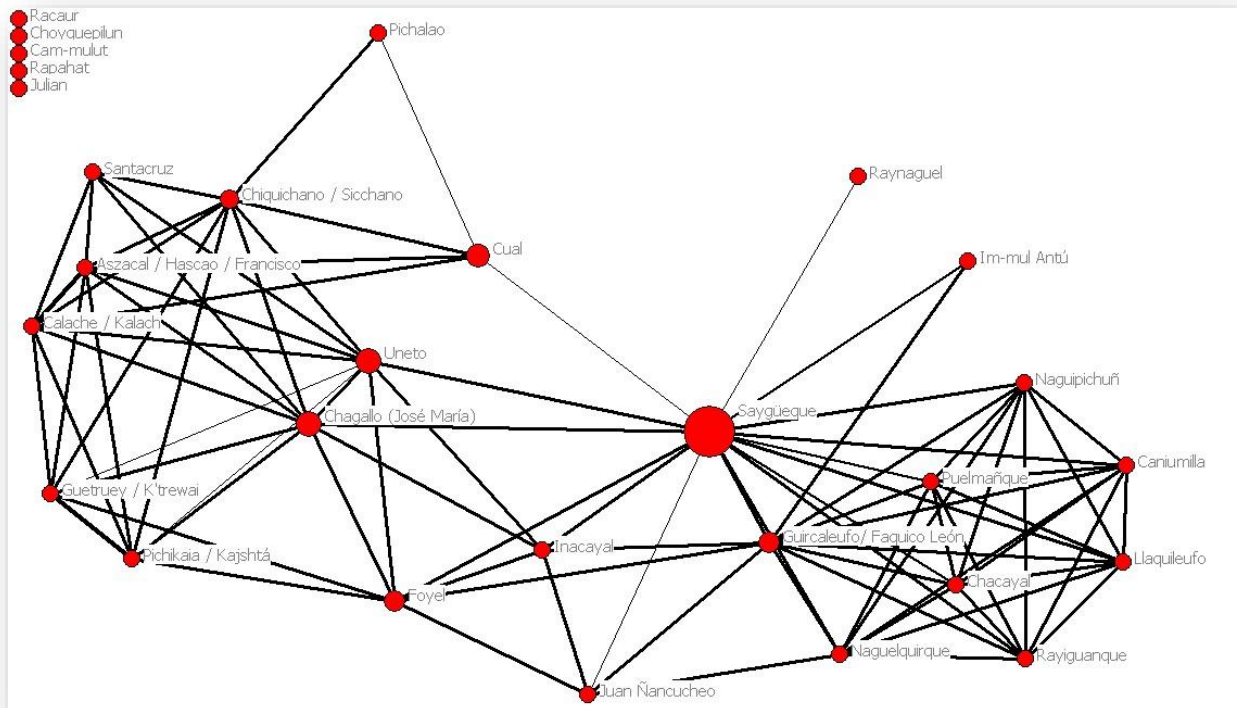 Racaur
Choyquepilun
Cam-mulut
Rapahat
Julian
Pichalao
Santacruz
Raynaguel
Chiquichano / Sicchano
Cual
Im-mul Antú
Aszacal / Hascao / Francisco
Calache / Kalach
Uneto
Naguipichuñ
Chagallo (José María)
Saygüeque
Caniumilla
Puelmañque
Guetruey / K'trewai
Guircaleufo/ Faquico León
Inacayal
Pichikaia / Kajshtá
Llaquileufo
Chacayal
Foyel
Naguelquirque
Rayiguanque
Juan Ñancucheo